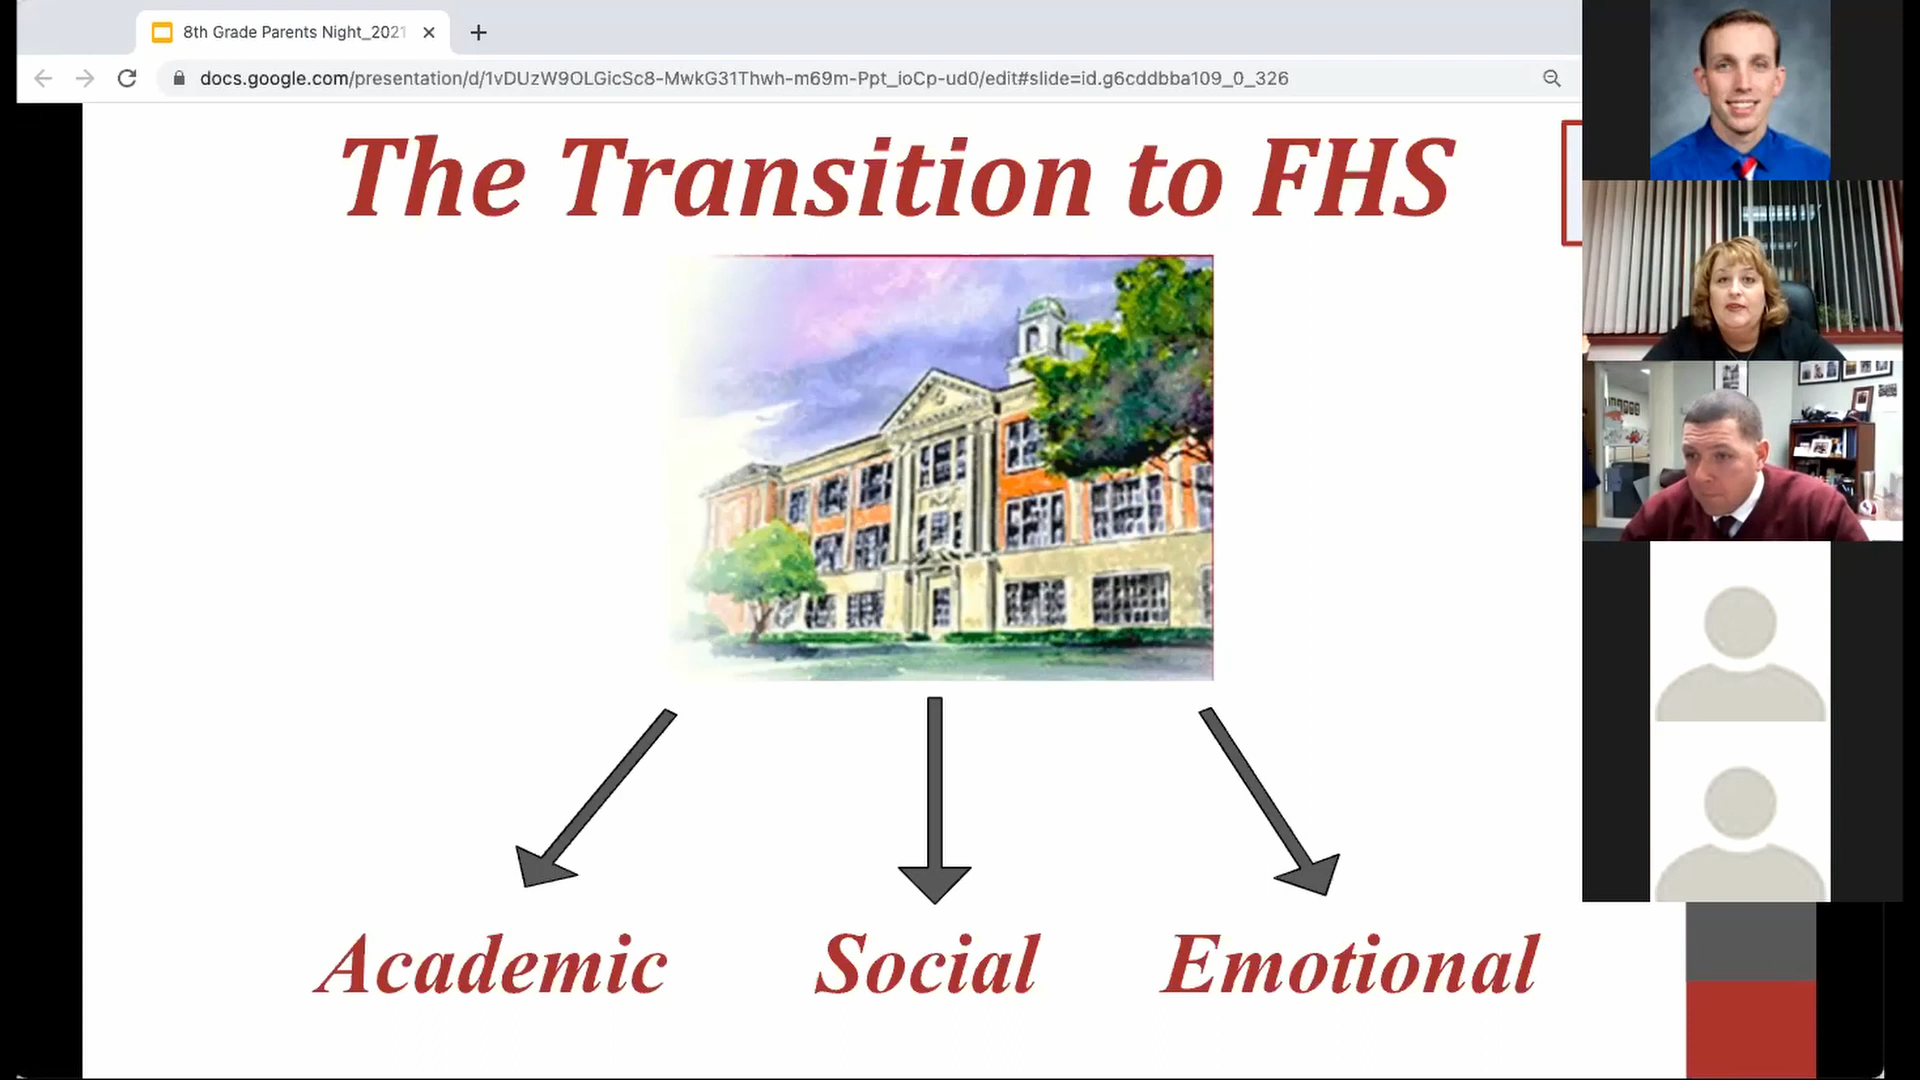 8th Grade Parents Night_2021
docs.google.com/presentation/d/1vDUzW9OLGicSc8-MwkG31Thwh-m69m-Ppt_ioCp-ud0/edit#slide=id.g6cddbba109_0_326
The Transition to FHS
Academic Social Emotional